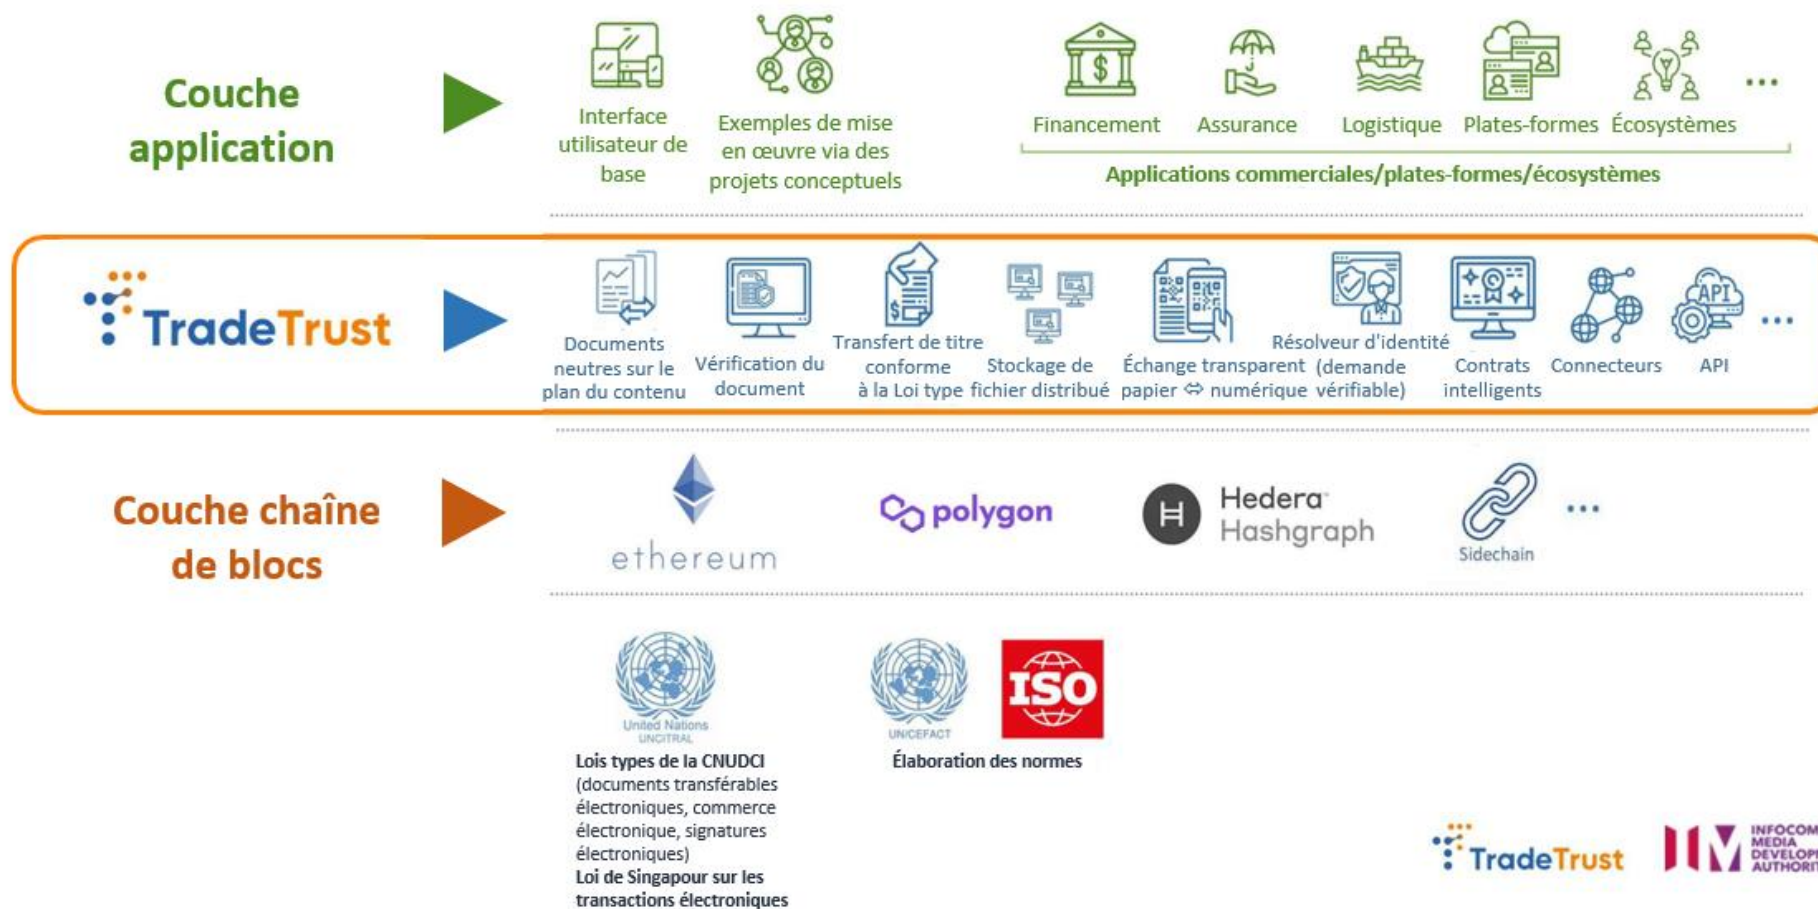 Couche
application
Interface
utilisateur de
base
Exemples de mise
en œuvre via des
projets conceptuels
$
Financement
Assurance
Logistique
Plates-formes
Écosystèmes
...
Applications commerciales/plates-formes/écosystèmes
TradeTrust
Documents
neutres sur le
plan du contenu
Vérification du
document
$
Transfert de titre
conforme
à la Loi type
Stockage de
fichier distribué
Échange transparent
papier ⇔ numérique
Résolveur d'identité
(demande
vérifiable)
Contrats
intelligents
Connecteurs
API
API
...
Couche chaîne
de blocs
ethereum
polygon
H
Hedera™
Hashgraph
Sidechain
...
United Nations
UNCITRAL
Lois types de la CNUDCI
(documents transférables
électroniques, commerce
électronique, signatures
électroniques)
Loi de Singapour sur les
transactions électroniques
UN/CEFACT
ISO
Élaboration des normes
TradeTrust
INFOCOM
MEDIA
DEVELOP
AUTHORIT